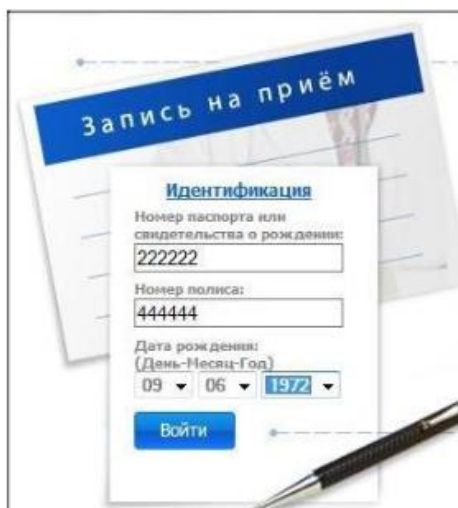 Запись на приём
Идентификация
Номер паспорта или
свидетельства о рождении:
222222
Номер полиса:
444444
Дата рождения:
(День-Месяц-Год)
09 06 1972
Войти